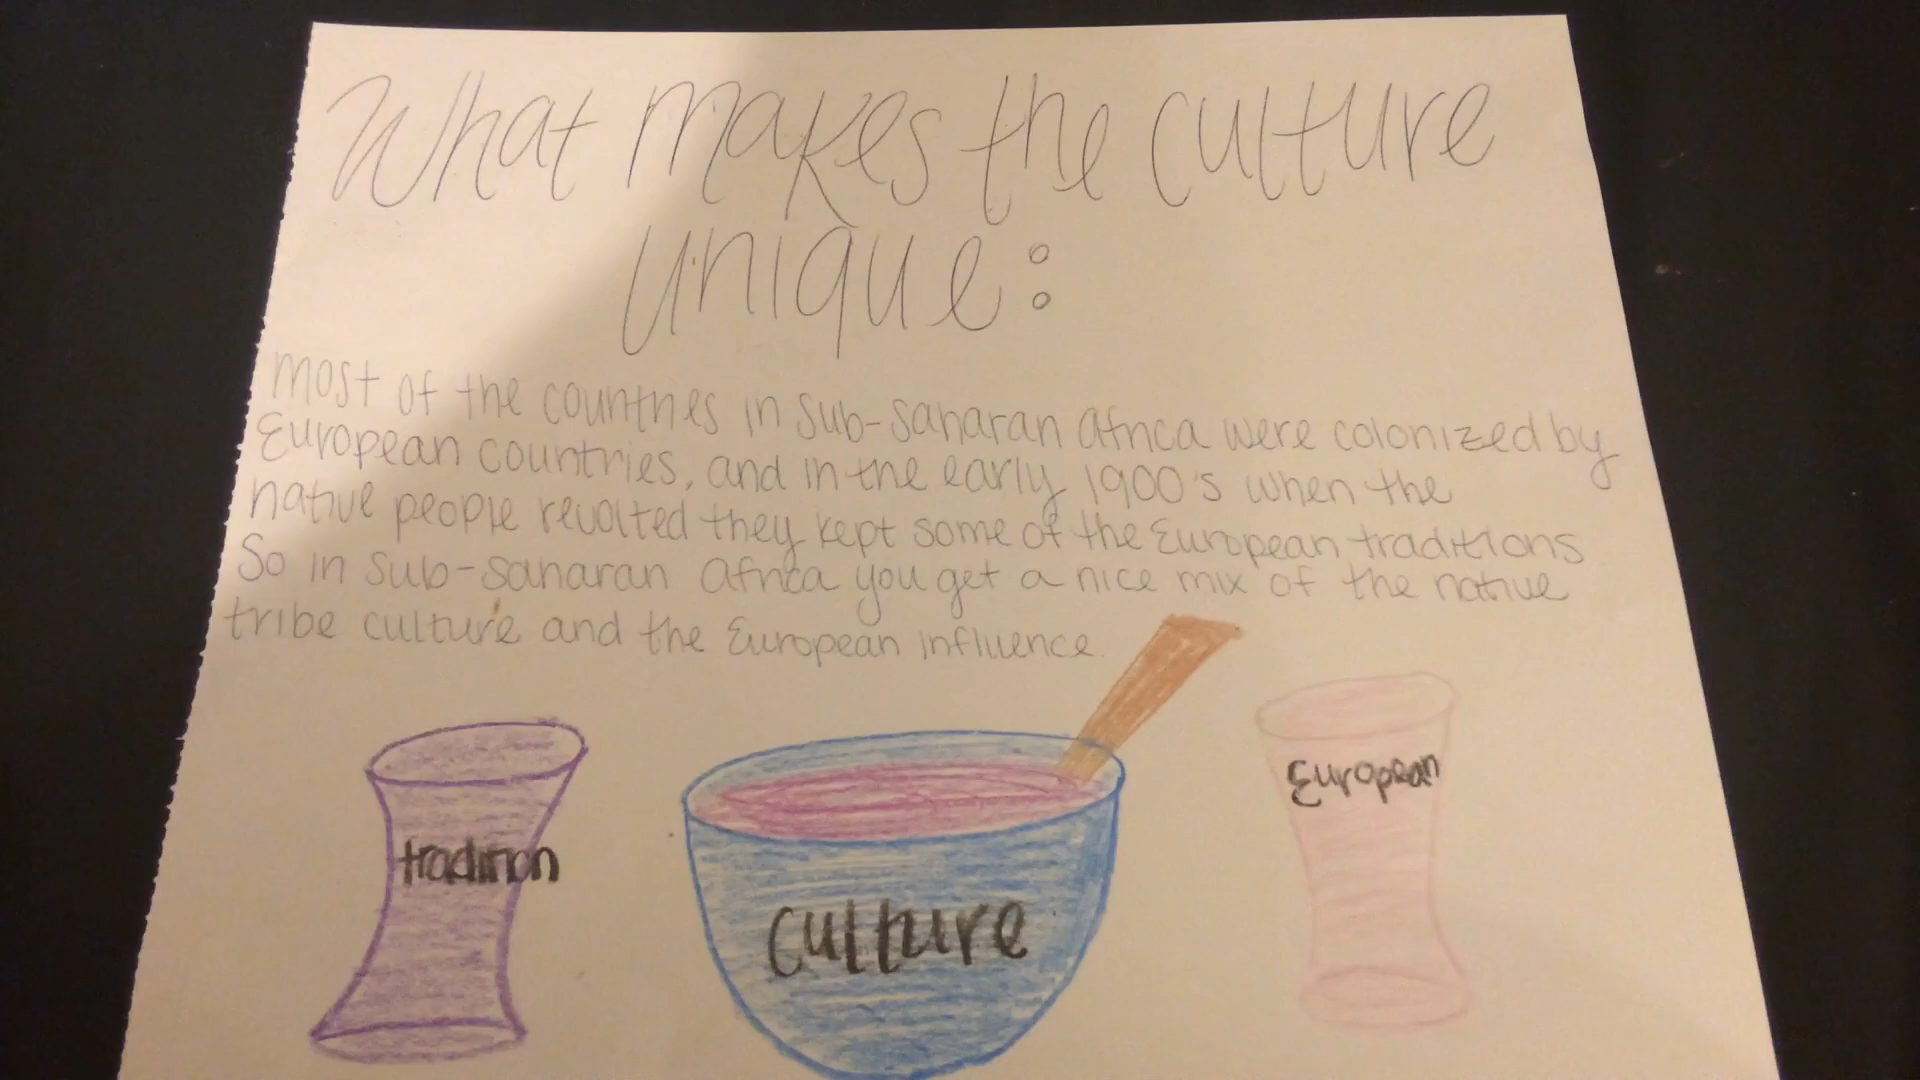 What makes the culture
unique:
most of the countries in sub-saharan africa were colonized by
European countries, and in the early 1900's when the
native people revolted they kept some of the European traditions
So in sub-saharan africa you get a nice mix of the native
tribe culture and the European influence.
tradition
culture
European